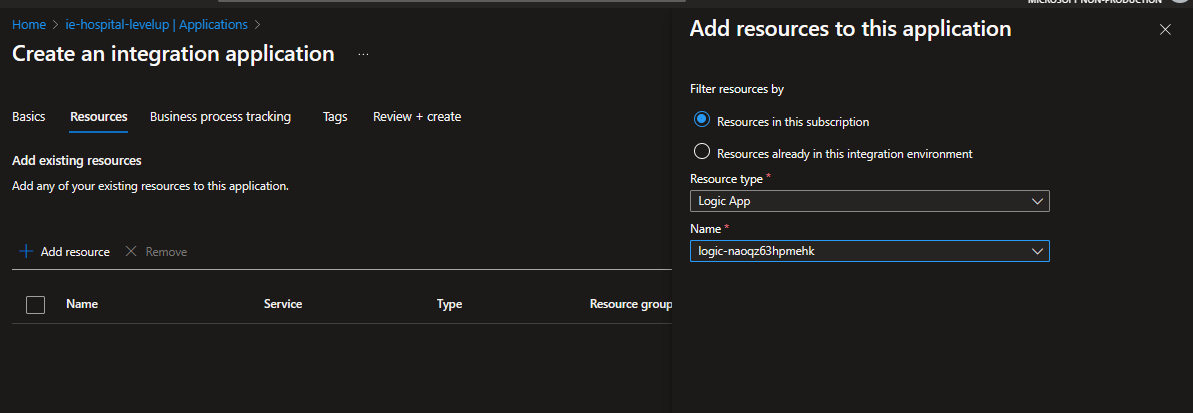 MICROSOFT NON-PRODUCTION
Home > ie-hospital-levelup | Applications >
Create an integration application ...
Basics Resources Business process tracking Tags Review + create
Add existing resources
Add any of your existing resources to this application.
+ Add resource × Remove
Name Service Type Resource group
Add resources to this application ×
Filter resources by
Resources in this subscription
Resources already in this integration environment
Resource type *
Logic App
Name *
logic-naoqz63hpmehk